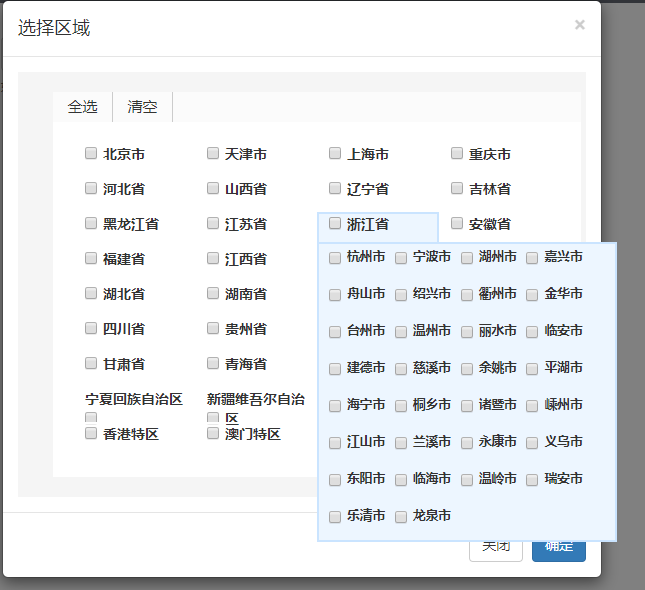 选择区域
×
全选 清空
北京市 天津市 上海市 重庆市
河北省 山西省 辽宁省 吉林省
黑龙江省 江苏省 浙江省 安徽省
福建省 江西省 杭州市 宁波市 湖州市 嘉兴市
湖北省 湖南省 舟山市 绍兴市 衢州市 金华市
四川省 贵州省 台州市 温州市 丽水市 临安市
甘肃省 青海省 建德市 慈溪市 余姚市 平湖市
宁夏回族自治区 新疆维吾尔自治
区
海宁市 桐乡市 诸暨市 嵊州市
香港特区 澳门特区 江山市 兰溪市 永康市 义乌市
东阳市 临海市 温岭市 瑞安市
乐清市 龙泉市
关闭 确定